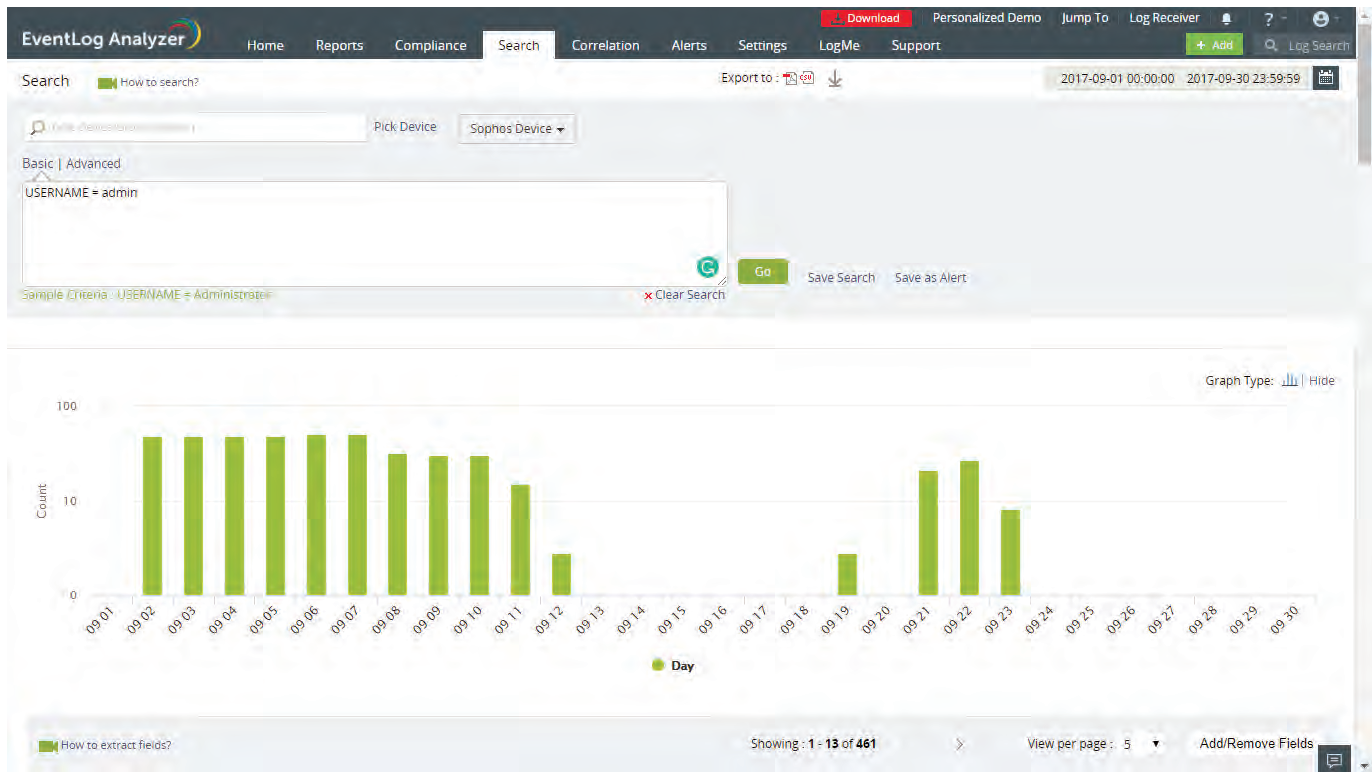 Download Personalized Demo Jump To Log Receiver ?
EventLog Analyzer Home Reports Compliance Search Correlation Alerts Settings LogMe Support + Add Log Search
Search How to search? Export to : 2017-09-01 00:00:00 2017-09-30 23:59:59
Pick Device Sophos Device
Basic | Advanced
USERNAME = admin
Go Save Search Save as Alert
Sample Criteria : USERNAME = Administrator x Clear Search
Graph Type: | Hide
100
Count
10
0
09 01 09 02 09 03 09 04 09 05 09 06 09 07 09 08 09 09 09 10 09 11 09 12 09 13 09 14 09 15 09 16 09 17 09 18 09 19 09 20 09 21 09 22 09 23 09 24 09 25 09 26 09 27 09 28 09 29 09 30
Day
How to extract fields? Showing : 1 - 13 of 461 > View per page : 5 Add/Remove Fields